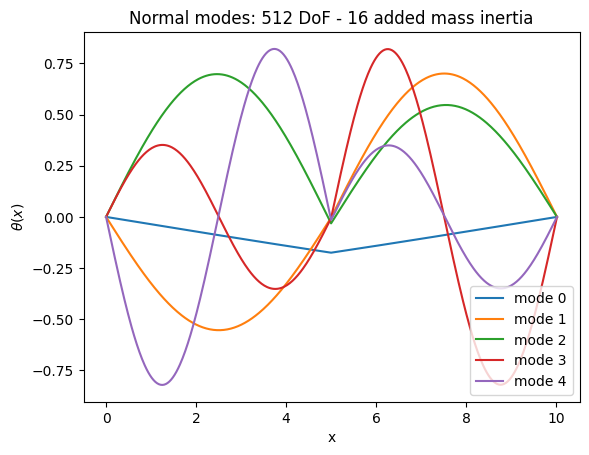 Normal modes: 512 DoF - 16 added mass inertia
θ(x)
0.75
0.50
0.25
0.00
−0.25
−0.50
−0.75
0 2 4 6 8 10
x
mode 0
mode 1
mode 2
mode 3
mode 4